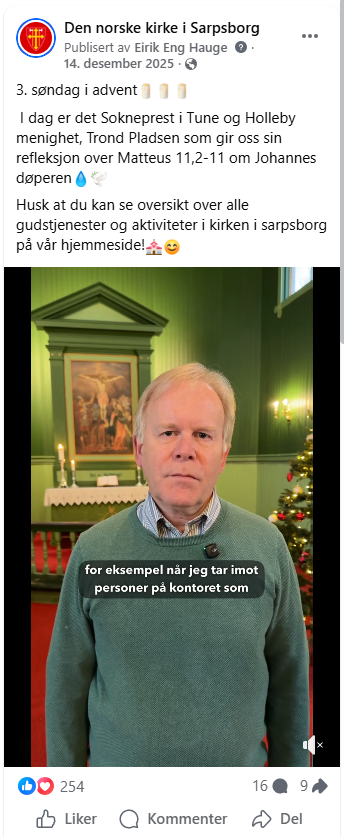 Den norske kirke i Sarpsborg
Publisert av Eirik Eng Hauge ·
14. desember 2025 ·
3. søndag i advent🕯️🕯️🕯️
I dag er det Sokneprest i Tune og Holleby
menighet, Trond Pladsen som gir oss sin
refleksjon over Matteus 11,2-11 om Johannes
døperen💧🕊️
Husk at du kan se oversikt over alle
gudstjenester og aktiviteter i kirken i sarpsborg
på vår hjemmeside!💒😊
for eksempel når jeg tar imot
personer på kontoret som
254
16
9
Liker
Kommenter
Del